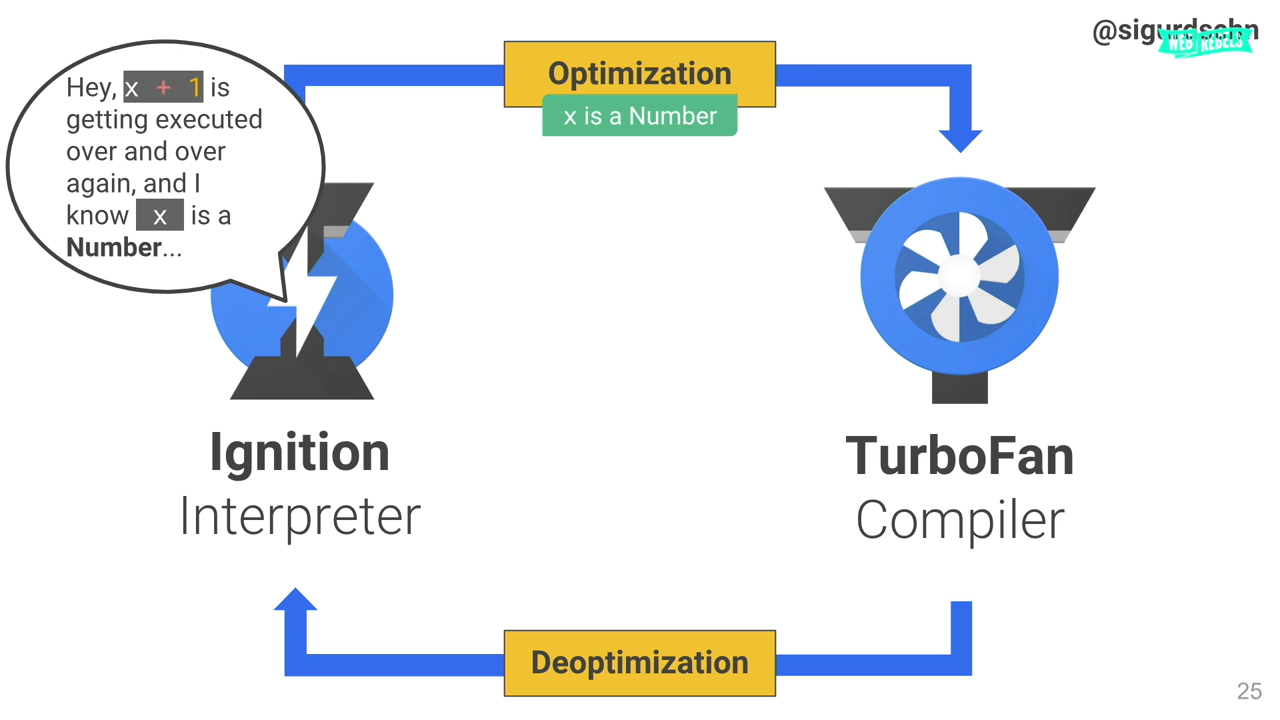 @sigurdschn
WEB REBELS
Hey, x + 1 is
getting executed
over and over
again, and I
know x is a
Number...
Optimization
x is a Number
Ignition
Interpreter
TurboFan
Compiler
Deoptimization
25